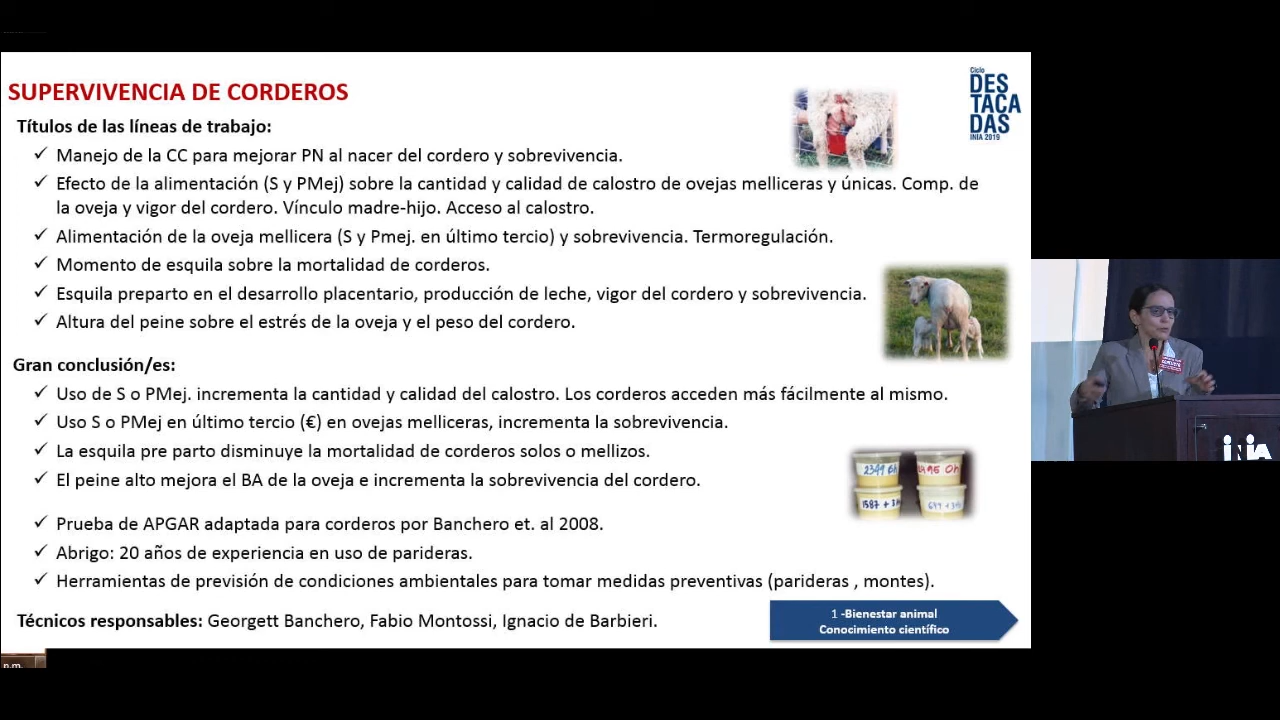 SUPERVIVENCIA DE CORDEROS
Ciclo
DES
TACA
DAS
INIA 2019
Títulos de las líneas de trabajo:
✓ Manejo de la CC para mejorar PN al nacer del cordero y sobrevivencia.
✓ Efecto de la alimentación (S y PMej) sobre la cantidad y calidad de calostro de ovejas melliceras y únicas. Comp. de
la oveja y vigor del cordero. Vínculo madre-hijo. Acceso al calostro.
✓ Alimentación de la oveja mellicera (S y Pmej. en último tercio) y sobrevivencia. Termoregulación.
✓ Momento de esquila sobre la mortalidad de corderos.
✓ Esquila preparto en el desarrollo placentario, producción de leche, vigor del cordero y sobrevivencia.
✓ Altura del peine sobre el estrés de la oveja y el peso del cordero.
Gran conclusión/es:
✓ Uso de S o PMej. incrementa la cantidad y calidad del calostro. Los corderos acceden más fácilmente al mismo.
✓ Uso S o PMej en último tercio (€) en ovejas melliceras, incrementa la sobrevivencia.
✓ La esquila pre parto disminuye la mortalidad de corderos solos o mellizos.
✓ El peine alto mejora el BA de la oveja e incrementa la sobrevivencia del cordero.
✓ Prueba de APGAR adaptada para corderos por Banchero et. al 2008.
✓ Abrigo: 20 años de experiencia en uso de parideras.
✓ Herramientas de previsión de condiciones ambientales para tomar medidas preventivas (parideras , montes).
Técnicos responsables: Georgett Banchero, Fabio Montossi, Ignacio de Barbieri.
1 -Bienestar animal
Conocimiento científico
2349 0h
1587 + 3h
INIA
p.m.